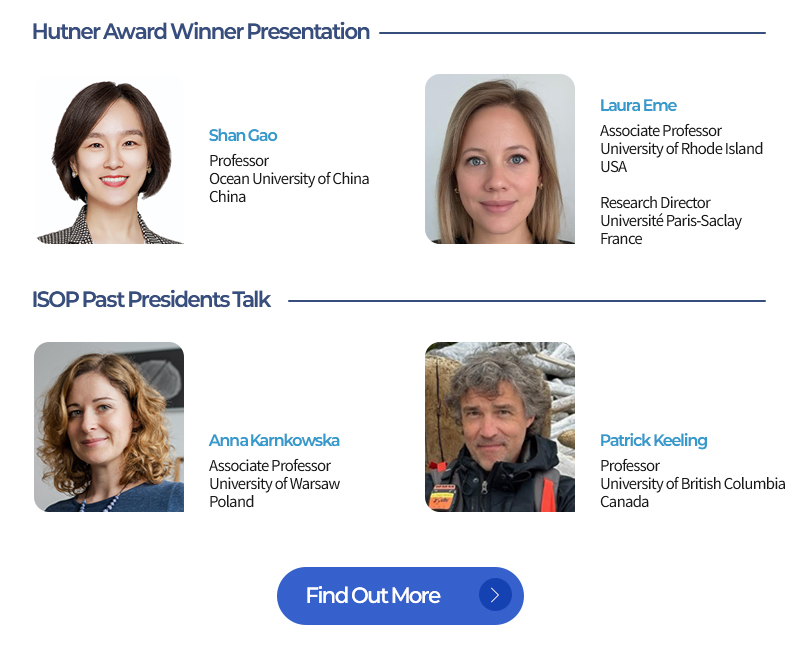 Hutner Award Winner Presentation
Shan Gao
Professor
Ocean University of China
China
Laura Eme
Associate Professor
University of Rhode Island
USA
Research Director
Université Paris-Saclay
France
ISOP Past Presidents Talk
Anna Karnkowska
Associate Professor
University of Warsaw
Poland
Patrick Keeling
Professor
University of British Columbia
Canada
Find Out More